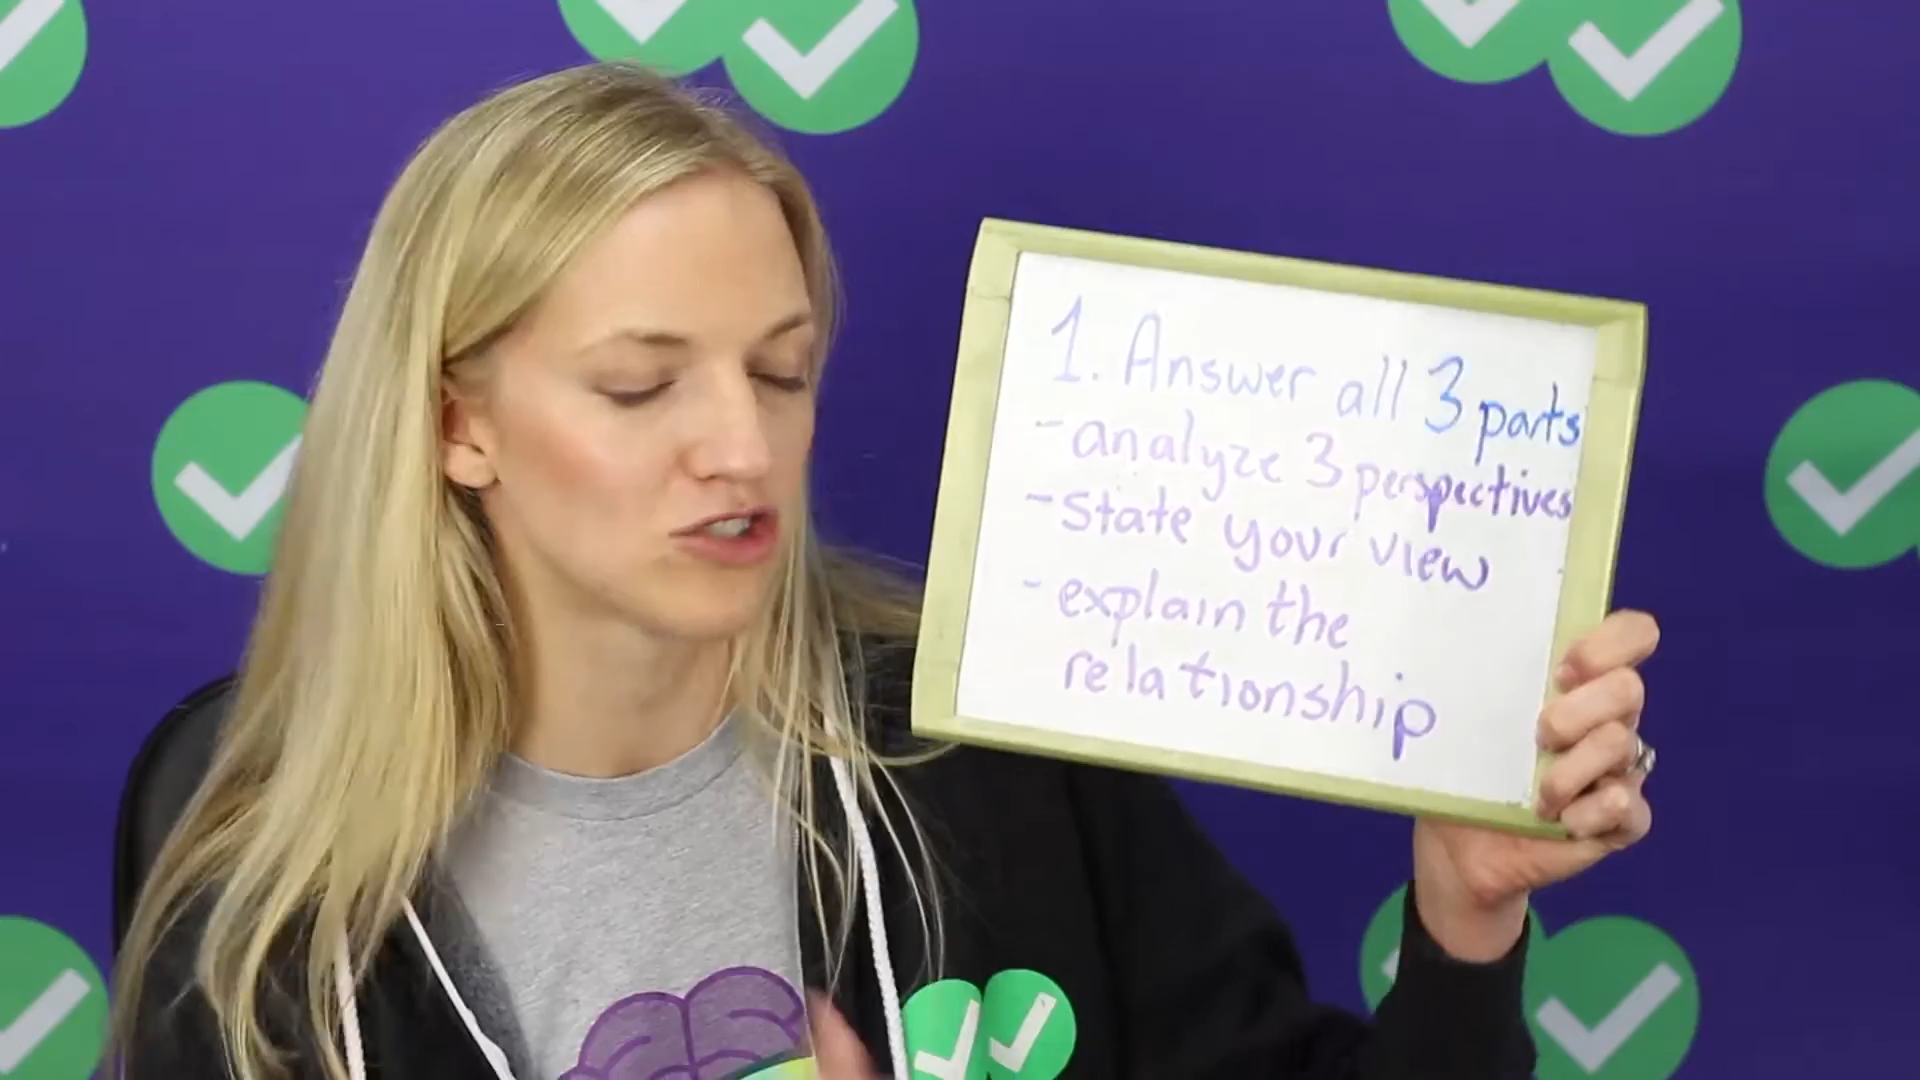 1. Answer all 3 parts
- analyze 3 perspectives
- state your view
- explain the
relationship